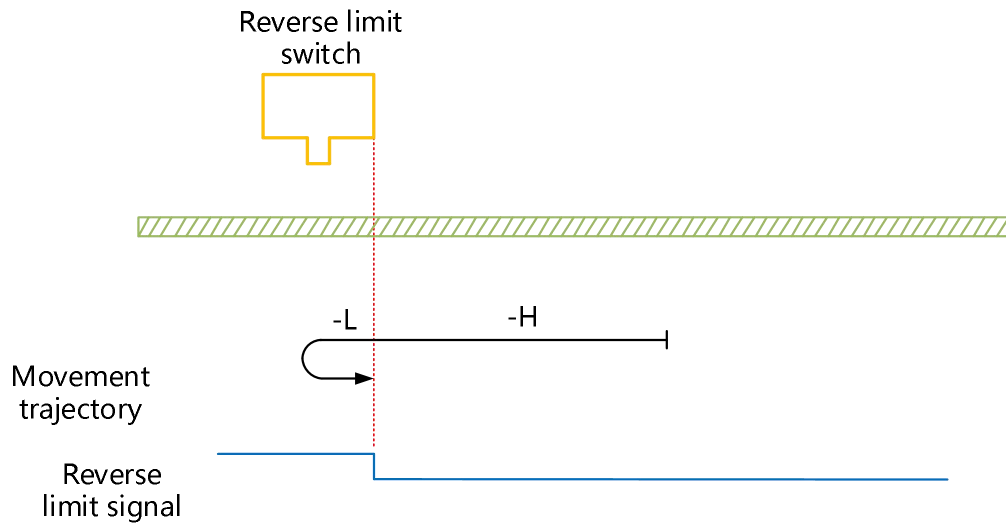 Reverse limit
switch
-L
-H
Movement
trajectory
Reverse
limit signal